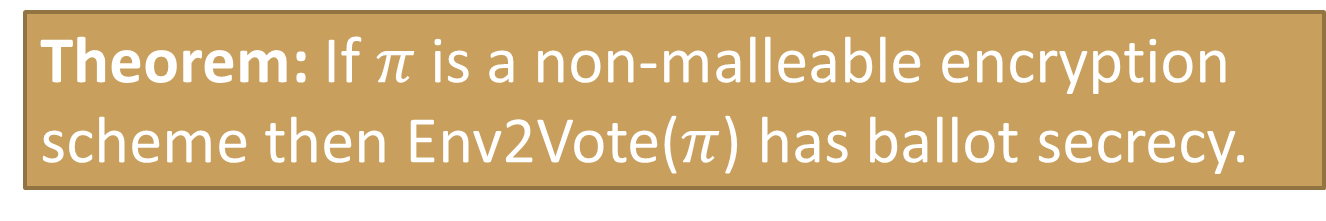 Theorem: If π is a non-malleable encryption
scheme then Env2Vote(π) has ballot secrecy.